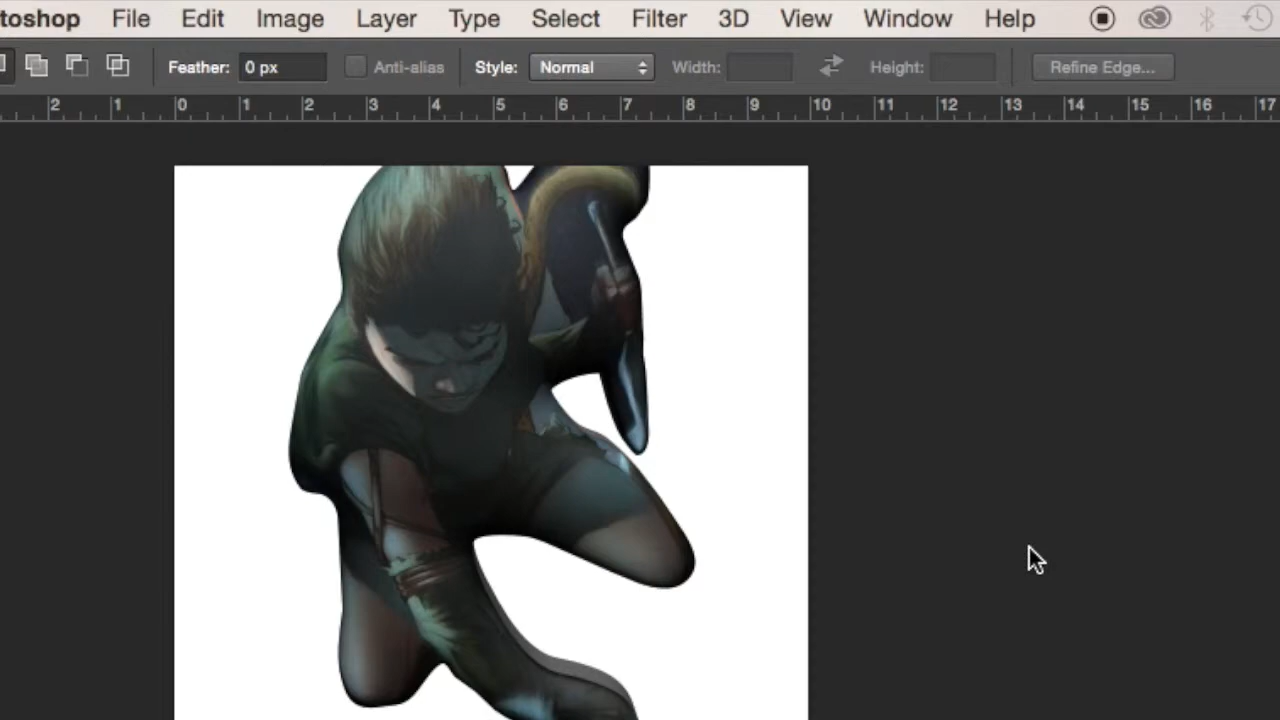 toshop File Edit Image Layer Type Select Filter 3D View Window Help
Feather: 0 px Anti-alias Style: Normal Width: Height: Refine Edge...
2 1 0 1 2 3 4 5 6 7 8 9 10 11 12 13 14 15 16 17